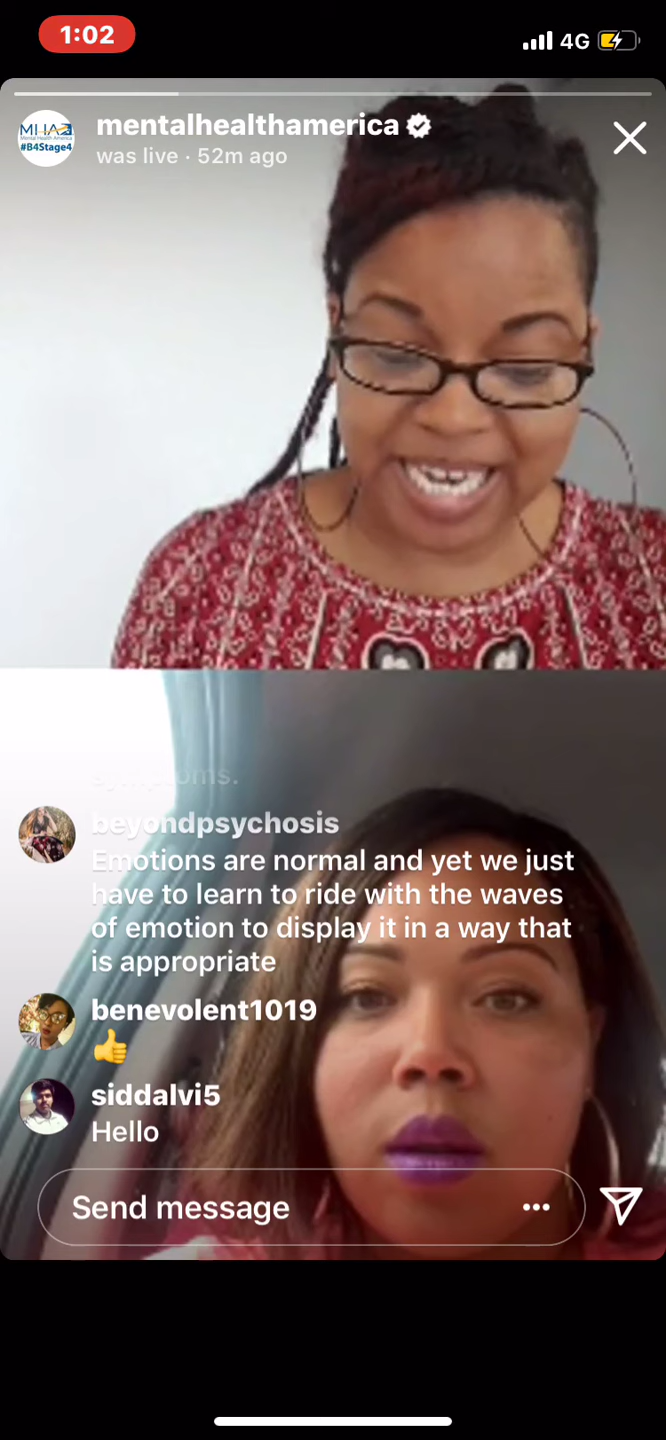 1:02
4G
MHA
Mental Health America
#B4Stage4
mentalhealthamerica
was live · 52m ago
beyondpsychosis
Emotions are normal and yet we just
have to learn to ride with the waves
of emotion to display it in a way that
is appropriate
benevolent1019
👍
siddalvi5
Hello
Send message